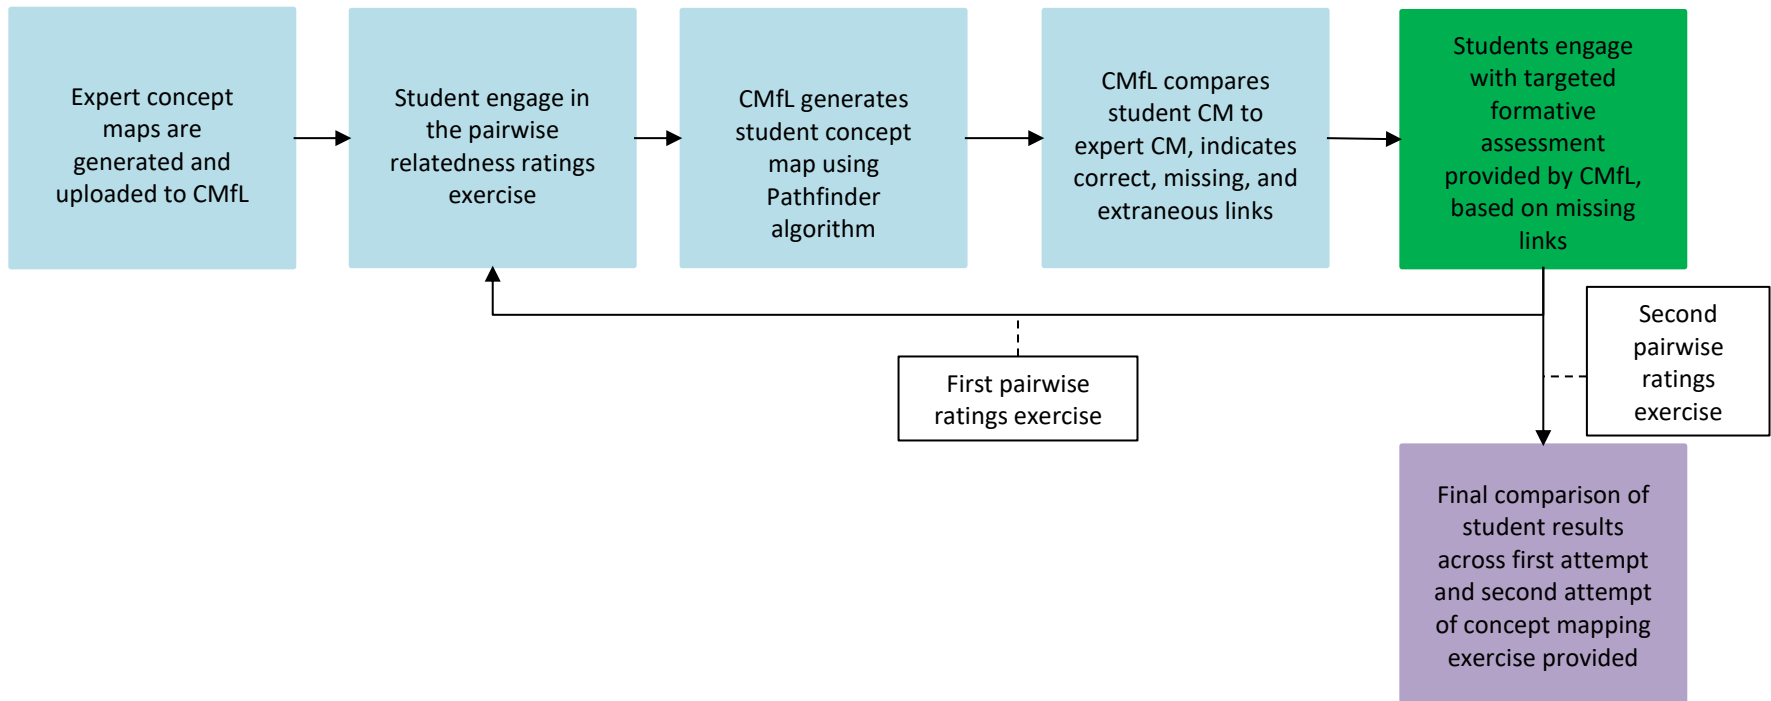 Expert concept
maps are
generated and
uploaded to CMfL
Student engage in
the pairwise
relatedness ratings
exercise
CMfL generates
student concept
map using
Pathfinder
algorithm
CMfL compares
student CM to
expert CM, indicates
correct, missing, and
extraneous links
Students engage
with targeted
formative
assessment
provided by CMfL,
based on missing
links
First pairwise
ratings exercise
Second
pairwise
ratings
exercise
Final comparison of
student results
across first attempt
and second attempt
of concept mapping
exercise provided